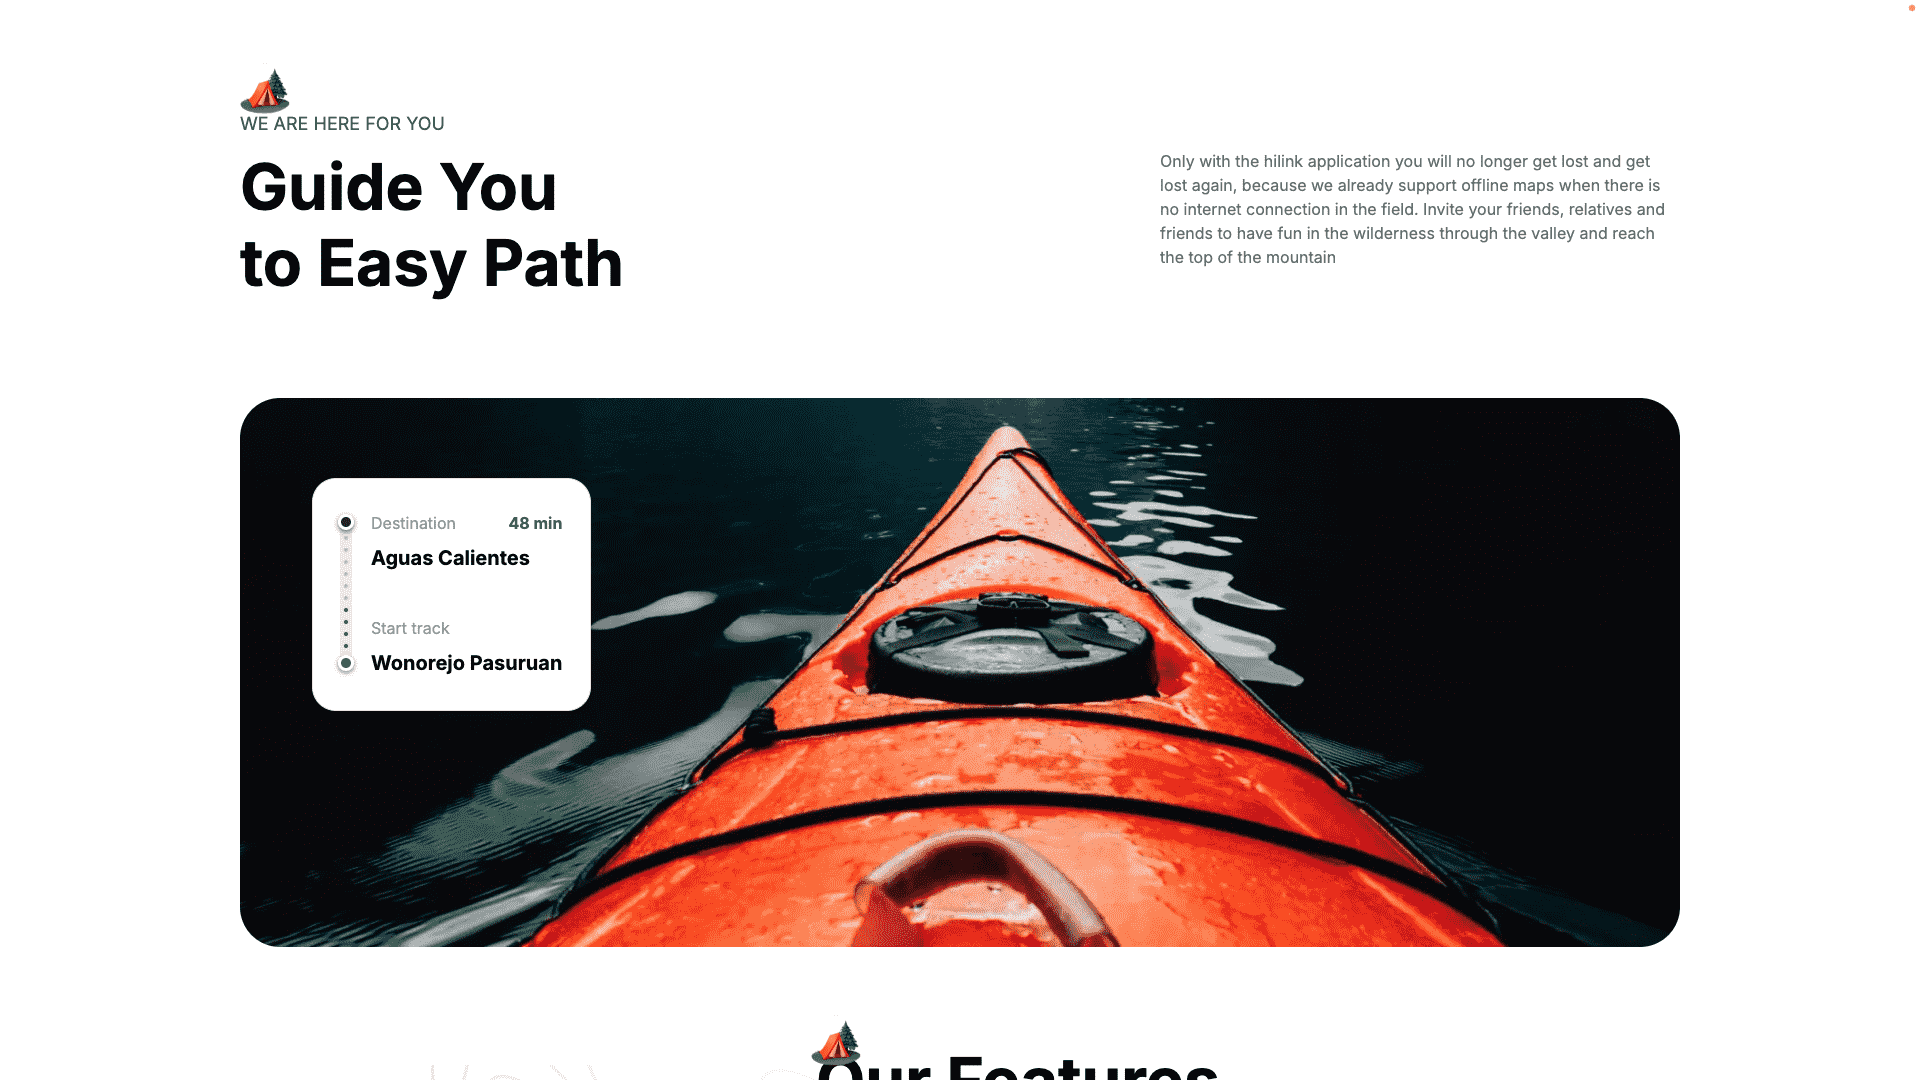 WE ARE HERE FOR YOU
Guide You
to Easy Path
Only with the hilink application you will no longer get lost and get
lost again, because we already support offline maps when there is
no internet connection in the field. Invite your friends, relatives and
friends to have fun in the wilderness through the valley and reach
the top of the mountain
Destination 48 min
Aguas Calientes
Start track
Wonorejo Pasuruan
Our Features